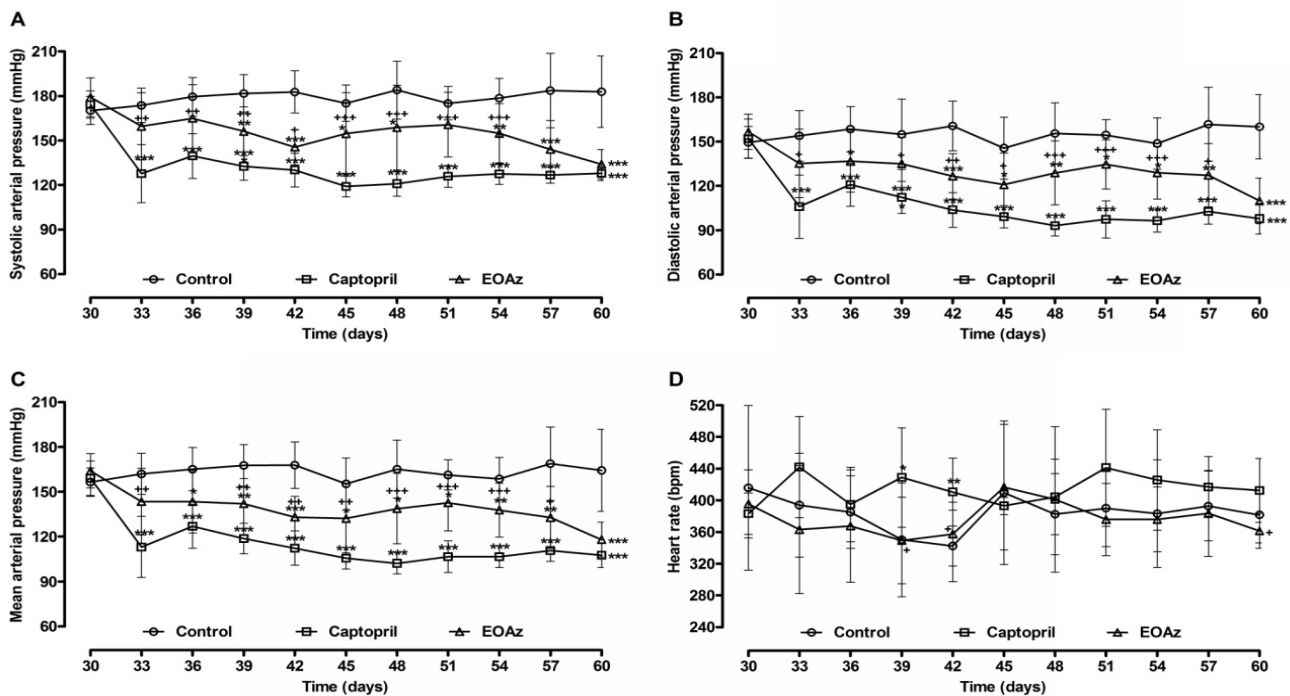 A
Systolic arterial pressure (mmHg)
210
180
150
120
90
60
++ ++ ++ ** + *** +++ * +++ * +++ +++ ** *** ***
*** *** *** * *** *** *** *** *** *** ***
Control Captopril EOAz
30 33 36 39 42 45 48 51 54 57 60
Time (days)
B
Diastolic arterial pressure (mmHg)
210
180
150
120
90
60
+ + ++ *** + * +++ ** +++ * +++ * + ** ***
*** *** *** * *** *** *** *** *** *** ***
Control Captopril EOAz
30 33 36 39 42 45 48 51 54 57 60
Time (days)
C
Mean arterial pressure (mmHg)
210
180
150
120
90
60
++ * ++ ** ++ *** ++ * +++ * +++ * +++ ** + ** ***
*** *** *** *** *** *** *** *** *** ***
Control Captopril EOAz
30 33 36 39 42 45 48 51 54 57 60
Time (days)
D
Heart rate (bpm)
520
480
440
400
360
320
280
240
* **
+ + +
Control Captopril EOAz
30 33 36 39 42 45 48 51 54 57 60
Time (days)